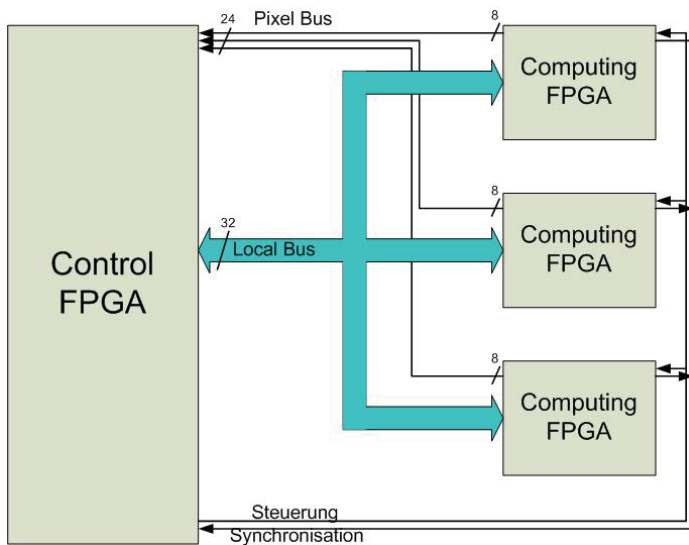 24
Pixel Bus
8
Computing
FPGA
8
32
Local Bus
Computing
FPGA
Control
FPGA
8
Computing
FPGA
Steuerung
Synchronisation